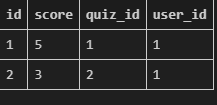 id score quiz_id user_id
1 5 1 1
2 3 2 1